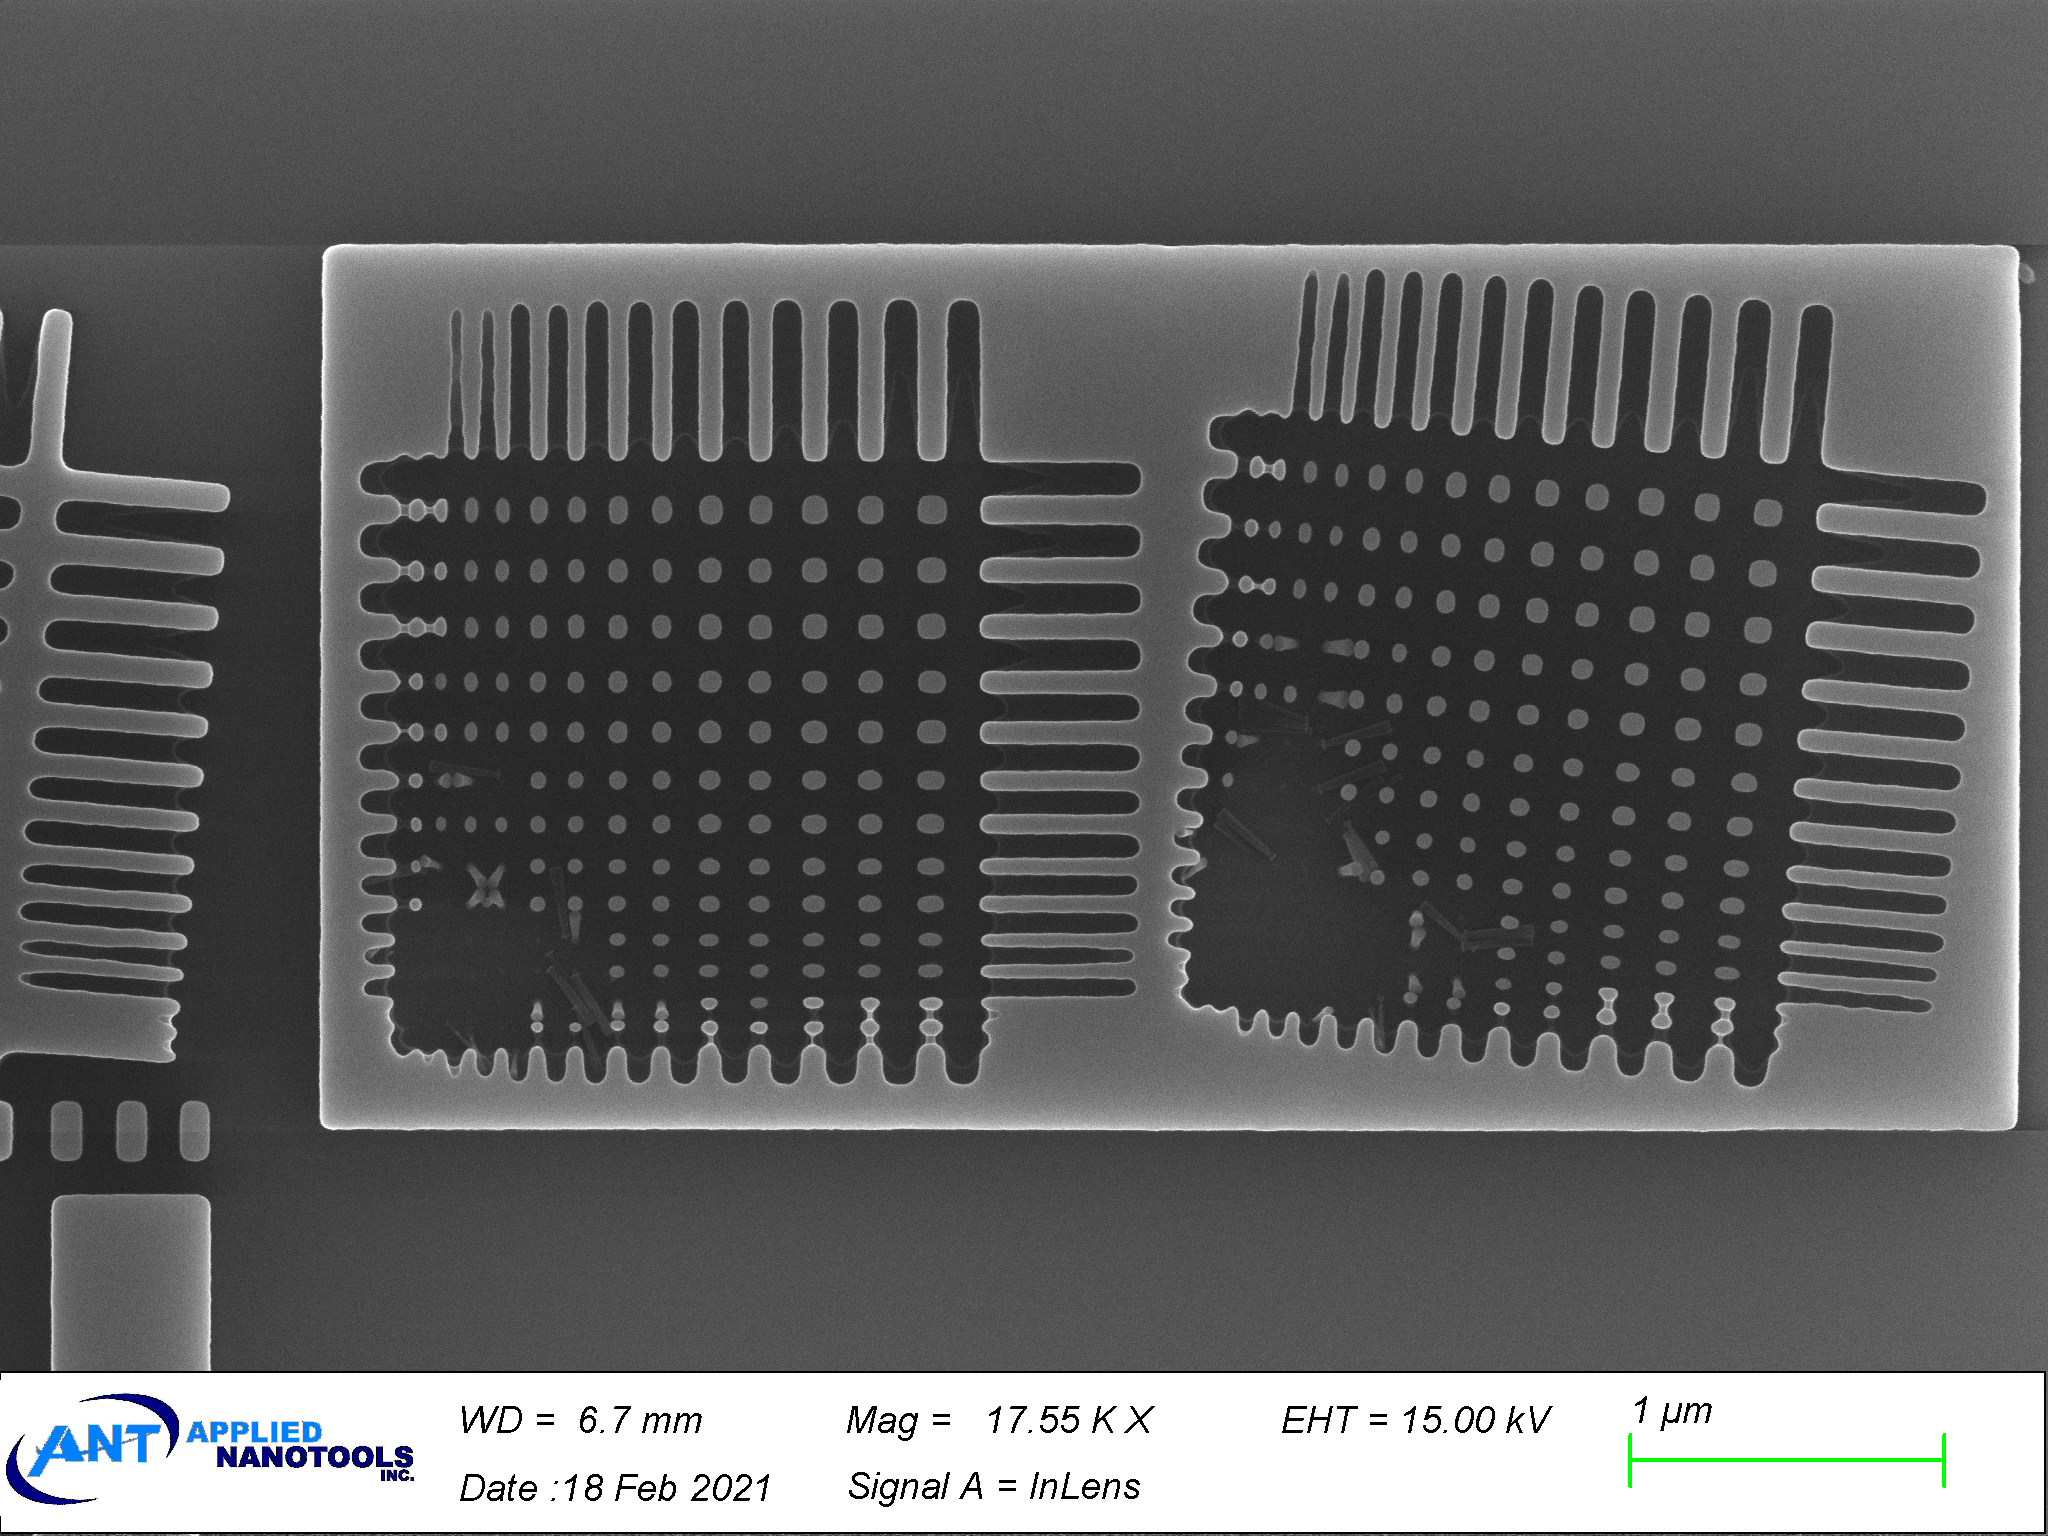 ANT APPLIED NANOTOOLS INC.
WD = 6.7 mm
Mag = 17.55 K X
EHT = 15.00 kV
1 µm
Date :18 Feb 2021
Signal A = InLens